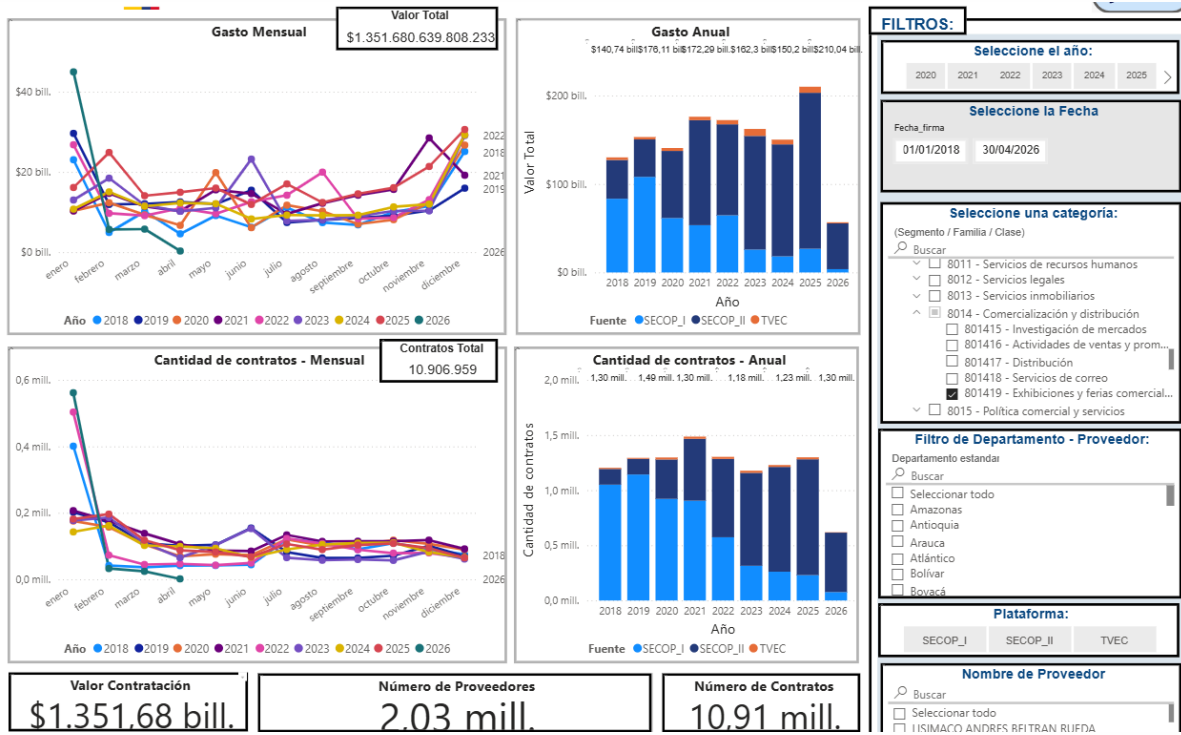 Gasto Mensual
Valor Total
$1.351.680.639.808.233
$40 bill.
$20 bill.
$0 bill.
2022
2018
2021
2019
2026
enero
febrero
marzo
abril
mayo
junio
julio
agosto
septiembre
octubre
noviembre
diciembre
Año 2018 2019 2020 2021 2022 2023 2024 2025 2026
Gasto Anual
$140,74 bill. $176,11 bill $172,29 bill. $162,3 bill $150,2 bill $210,04 bill.
Valor Total
$200 bill.
$100 bill.
$0 bill.
2018 2019 2020 2021 2022 2023 2024 2025 2026
Año
Fuente SECOP_I SECOP_II TVEC
Cantidad de contratos - Mensual
Contratos Total
10.906.959
0,6 mill.
0,4 mill.
0,2 mill.
0,0 mill.
2018
2026
enero
febrero
marzo
abril
mayo
junio
julio
agosto
septiembre
octubre
noviembre
diciembre
Año 2018 2019 2020 2021 2022 2023 2024 2025 2026
Cantidad de contratos - Anual
1,30 mill. 1,49 mill. 1,30 mill. 1,18 mill. 1,23 mill. 1,30 mill.
Cantidad de contratos
2,0 mill.
1,5 mill.
1,0 mill.
0,5 mill.
0,0 mill.
2018 2019 2020 2021 2022 2023 2024 2025 2026
Año
Fuente SECOP_I SECOP_II TVEC
Valor Contratación
$1.351,68 bill.
Número de Proveedores
2,03 mill.
Número de Contratos
10,91 mill.
FILTROS:
Seleccione el año:
2020 2021 2022 2023 2024 2025
Seleccione la Fecha
Fecha_firma
01/01/2018 30/04/2026
Seleccione una categoría:
(Segmento / Familia / Clase)
Buscar
8011 - Servicios de recursos humanos
8012 - Servicios legales
8013 - Servicios inmobiliarios
8014 - Comercialización y distribución
801415 - Investigación de mercados
801416 - Actividades de ventas y prom...
801417 - Distribución
801418 - Servicios de correo
801419 - Exhibiciones y ferias comercial...
8015 - Política comercial y servicios
Filtro de Departamento - Proveedor:
Departamento estandar
Buscar
Seleccionar todo
Amazonas
Antioquia
Arauca
Atlántico
Bolívar
Boyacá
Plataforma:
SECOP_I SECOP_II TVEC
Nombre de Proveedor
Buscar
Seleccionar todo
LISIMACO ANDRES BELTRAN RUEDA